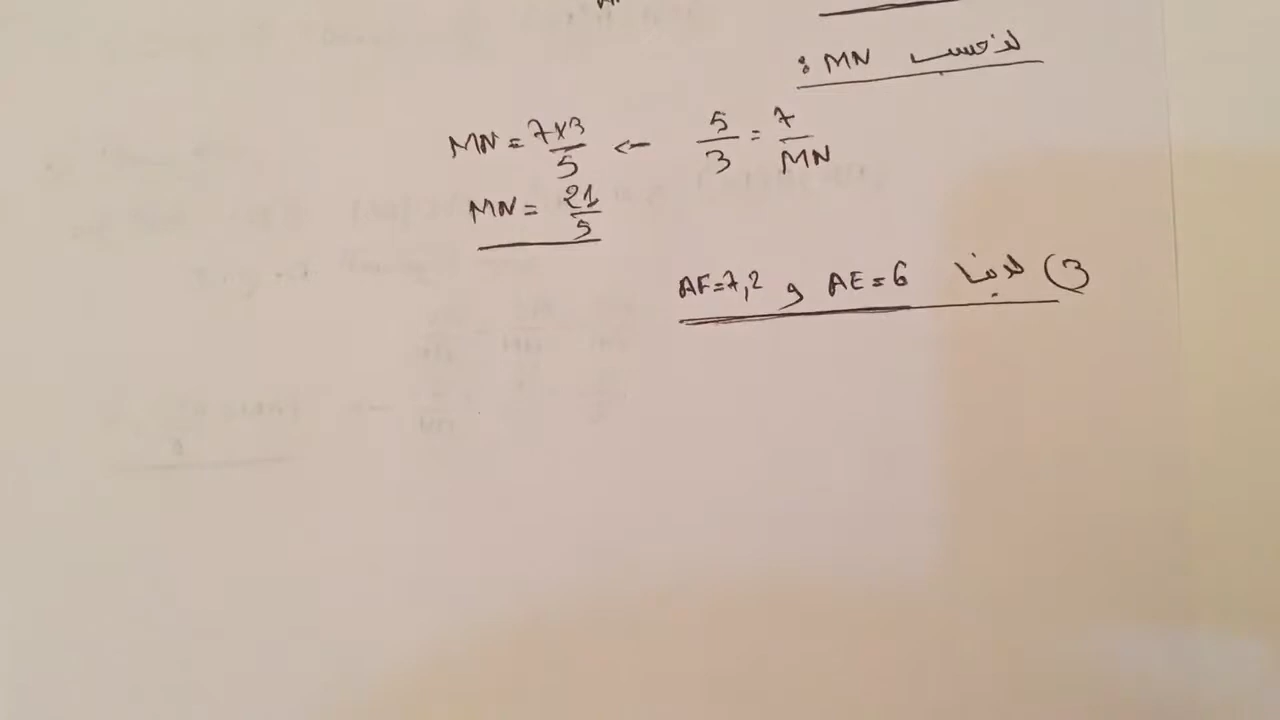 لنحسب MN :
5/3 = 7/MN ← MN = 7×3/5
MN = 21/5
3) لدينا AE=6 و AF=7,2